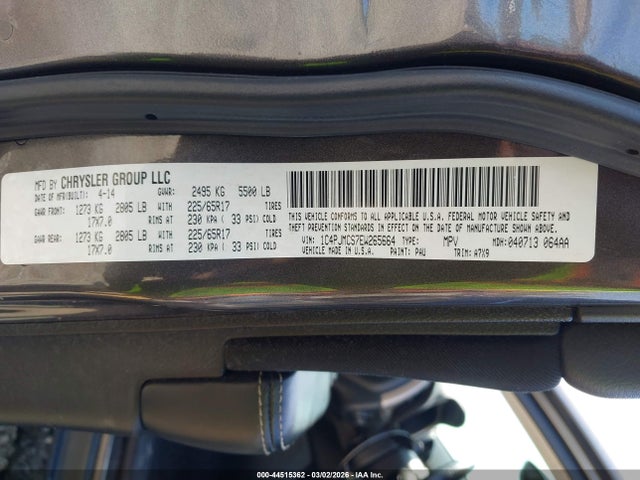 MFD BY CHRYSLER GROUP LLC
DATE OF MFR(BUILT): 4-14 GVWR: 2495 KG 5500 LB
GAWR FRONT: 1273 KG 2805 LB WITH 225/65R17 TIRES
17X7.0 RIMS AT 230 KPA ( 33 PSI) COLD
GAWR REAR: 1273 KG 2805 LB WITH 225/65R17 TIRES
17X7.0 RIMS AT 230 KPA ( 33 PSI) COLD
THIS VEHICLE CONFORMS TO ALL APPLICABLE U.S.A. FEDERAL MOTOR VEHICLE SAFETY AND
THEFT PREVENTION STANDARDS IN EFFECT ON THE DATE OF MANUFACTURE SHOWN ABOVE.
VIN: 1C4PJMCS7EW265664 TYPE: MPV MDH:040713 064AA
VEHICLE MADE IN U.S.A. PAINT: PAU TRIM: A7X9
000-44515362 - 03/02/2026 - IAA Inc.